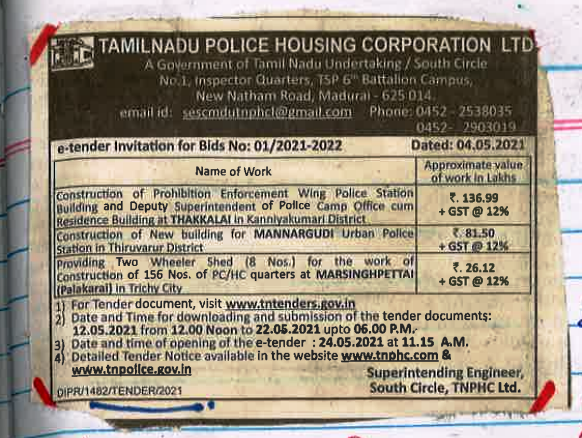 TAMILNADU POLICE HOUSING CORPORATION LTD
A Government of Tamil Nadu Undertaking / South Circle
No.1, Inspector Quarters, TSP 6th Battalion Campus,
New Natham Road, Madurai - 625 014.
email id: sescmdutnphcl@gmail.com Phone: 0452 - 2538035
0452- 2903019
e-tender Invitation for Bids No: 01/2021-2022 Dated: 04.05.2021
Name of Work
Approximate value
of work in Lakhs
Construction of Prohibition Enforcement Wing Police Station
Building and Deputy Superintendent of Police Camp Office cum
Residence Building at THAKKALAI in Kanniyakumari District
₹. 136.99
+ GST @ 12%
Construction of New building for MANNARGUDI Urban Police
Station in Thiruvarur District
₹. 81.50
+ GST @ 12%
Providing Two Wheeler Shed (8 Nos.) for the work of
Construction of 156 Nos. of PC/HC quarters at MARSINGHPETTAI
(Palakarai) in Trichy City
₹. 26.12
+ GST @ 12%
1) For Tender document, visit www.tntenders.gov.in
2) Date and Time for downloading and submission of the tender documents:
12.05.2021 from 12.00 Noon to 22.05.2021 upto 06.00 P.M.
3) Date and time of opening of the e-tender : 24.05.2021 at 11.15 A.M.
4) Detailed Tender Notice available in the website www.tnphc.com &
www.tnpolice.gov.in
Superintending Engineer,
South Circle, TNPHC Ltd.
DIPR/1482/TENDER/2021